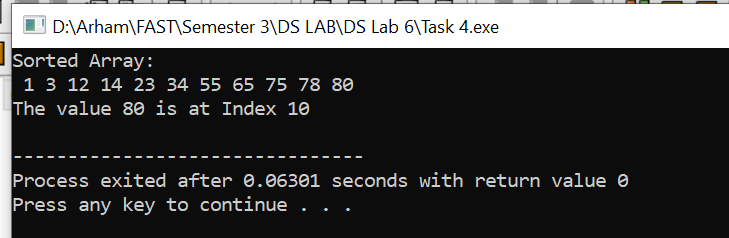 D:\Arham\FAST\Semester 3\DS LAB\DS Lab 6\Task 4.exe
Sorted Array:
 1 3 12 14 23 34 55 65 75 78 80
The value 80 is at Index 10
--------------------------------
Process exited after 0.06301 seconds with return value 0
Press any key to continue . . .